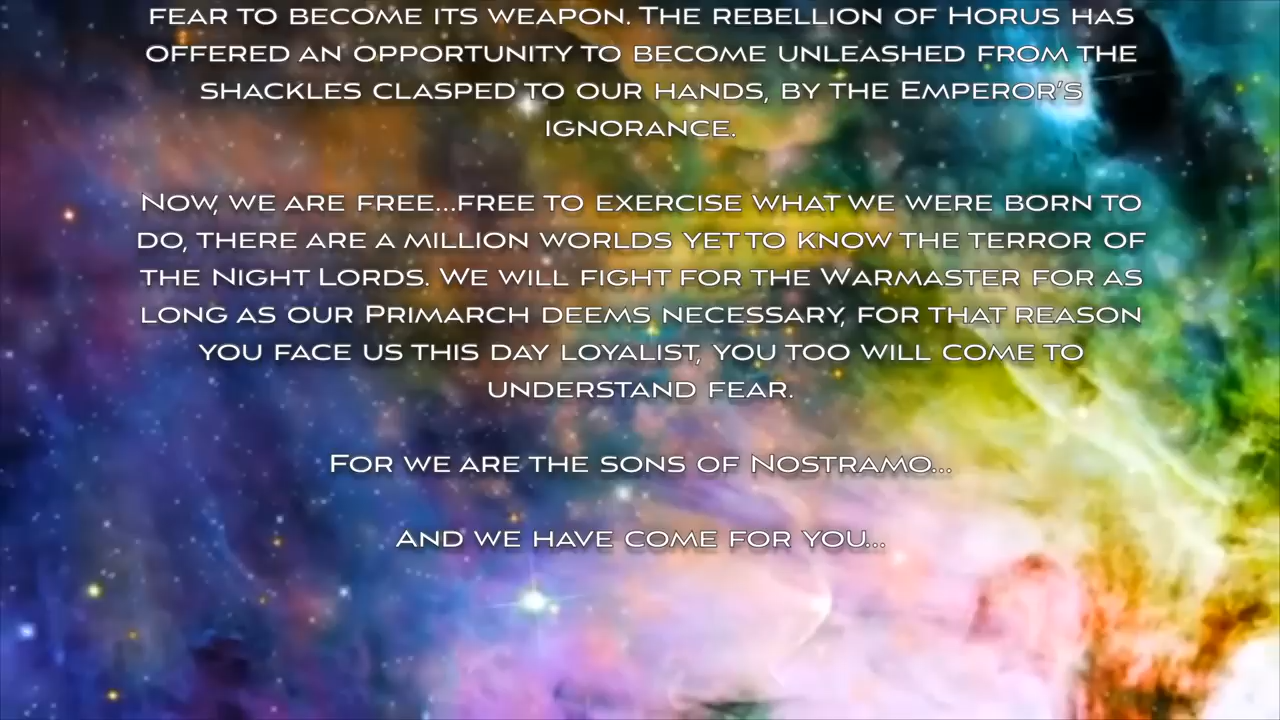 FEAR TO BECOME ITS WEAPON. THE REBELLION OF HORUS HAS
OFFERED AN OPPORTUNITY TO BECOME UNLEASHED FROM THE
SHACKLES CLASPED TO OUR HANDS, BY THE EMPEROR'S
IGNORANCE.
NOW, WE ARE FREE...FREE TO EXERCISE WHAT WE WERE BORN TO
DO, THERE ARE A MILLION WORLDS YET TO KNOW THE TERROR OF
THE NIGHT LORDS. WE WILL FIGHT FOR THE WARMASTER FOR AS
LONG AS OUR PRIMARCH DEEMS NECESSARY, FOR THAT REASON
YOU FACE US THIS DAY LOYALIST, YOU TOO WILL COME TO
UNDERSTAND FEAR.
FOR WE ARE THE SONS OF NOSTRAMO...
AND WE HAVE COME FOR YOU...